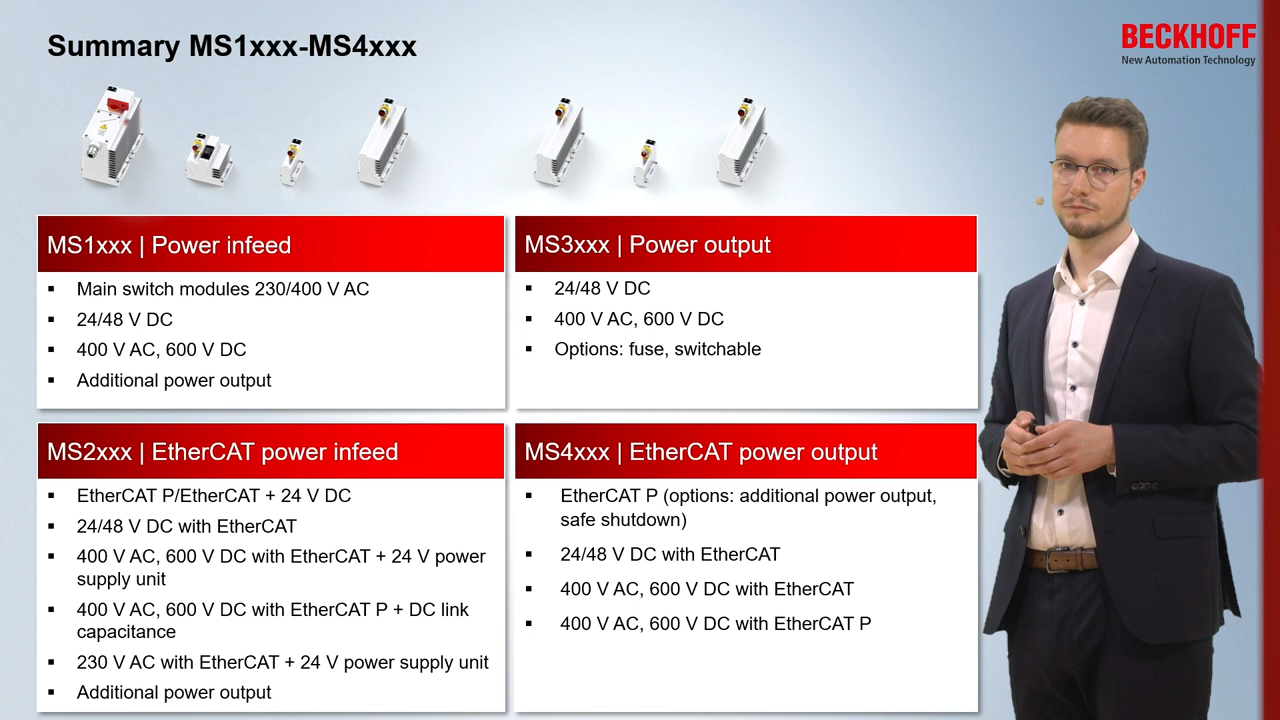 Summary MS1xxx-MS4xxx
BECKHOFF
New Automation Technology
MS1xxx | Power infeed
▪ Main switch modules 230/400 V AC
▪ 24/48 V DC
▪ 400 V AC, 600 V DC
▪ Additional power output
MS3xxx | Power output
▪ 24/48 V DC
▪ 400 V AC, 600 V DC
▪ Options: fuse, switchable
MS2xxx | EtherCAT power infeed
▪ EtherCAT P/EtherCAT + 24 V DC
▪ 24/48 V DC with EtherCAT
▪ 400 V AC, 600 V DC with EtherCAT + 24 V power
supply unit
▪ 400 V AC, 600 V DC with EtherCAT P + DC link
capacitance
▪ 230 V AC with EtherCAT + 24 V power supply unit
▪ Additional power output
MS4xxx | EtherCAT power output
▪ EtherCAT P (options: additional power output,
safe shutdown)
▪ 24/48 V DC with EtherCAT
▪ 400 V AC, 600 V DC with EtherCAT
▪ 400 V AC, 600 V DC with EtherCAT P